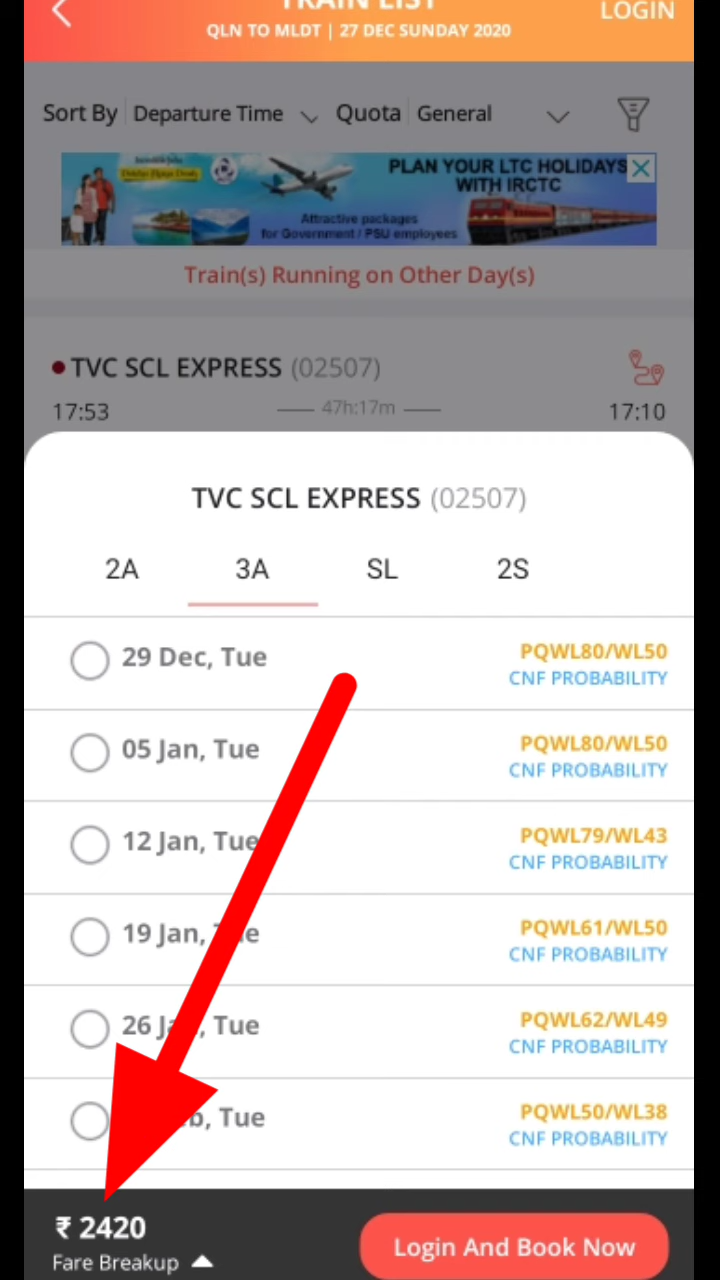 TRAIN LIST
LOGIN
QLN TO MLDT | 27 DEC SUNDAY 2020
Sort By Departure Time Quota General
PLAN YOUR LTC HOLIDAYS
WITH IRCTC
Attractive packages
for Government / PSU employees
Train(s) Running on Other Day(s)
TVC SCL EXPRESS (02507)
17:53 47h:17m 17:10
TVC SCL EXPRESS (02507)
2A 3A SL 2S
29 Dec, Tue PQWL80/WL50
CNF PROBABILITY
05 Jan, Tue PQWL80/WL50
CNF PROBABILITY
12 Jan, Tue PQWL79/WL43
CNF PROBABILITY
19 Jan, PQWL61/WL50
CNF PROBABILITY
26 Tue PQWL62/WL49
CNF PROBABILITY
Tue PQWL50/WL38
CNF PROBABILITY
₹ 2420
Fare Breakup
Login And Book Now